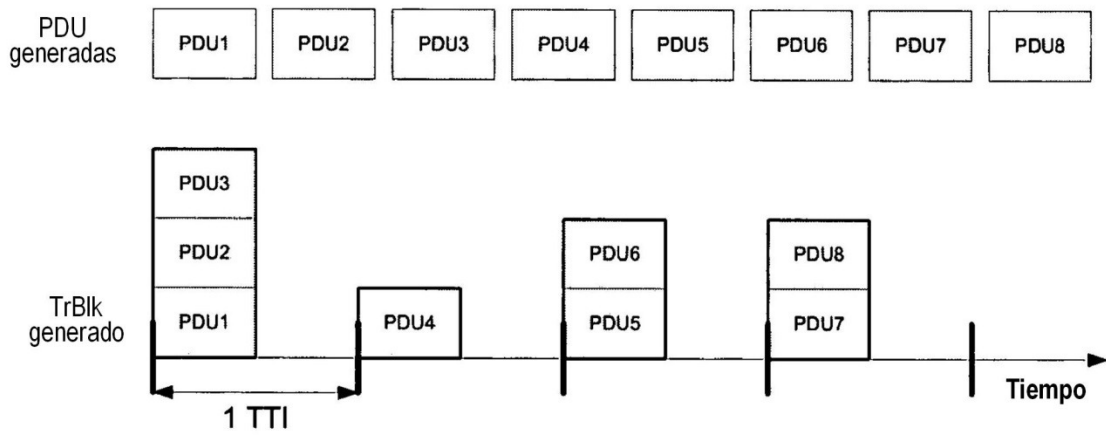 PDU
generadas
PDU1 PDU2 PDU3 PDU4 PDU5 PDU6 PDU7 PDU8
PDU3
PDU2 PDU6 PDU8
TrBlk
generado
PDU1 PDU4 PDU5 PDU7
1 TTI
Tiempo